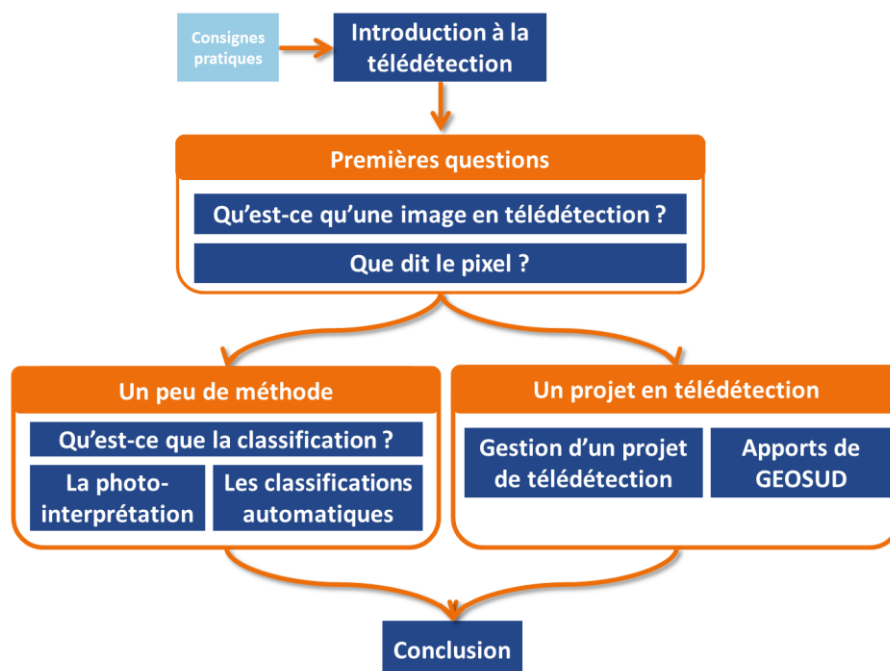 Consignes
pratiques
Introduction à la
télédétection
Premières questions
Qu'est-ce qu'une image en télédétection ?
Que dit le pixel ?
Un peu de méthode
Qu'est-ce que la classification ?
La photo-
interprétation
Les classifications
automatiques
Un projet en télédétection
Gestion d'un projet
de télédétection
Apports de
GEOSUD
Conclusion